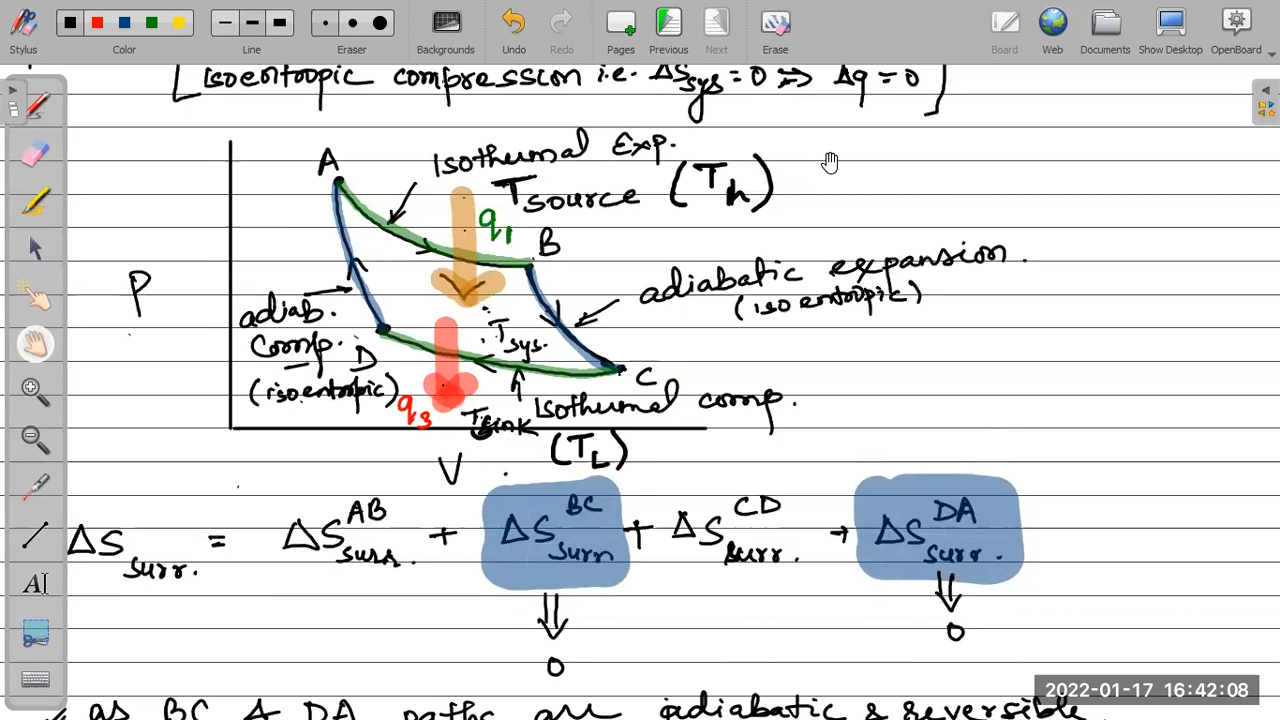 Stylus Color Line Eraser Backgrounds Undo Redo Pages Previous Next Erase Board Web Documents Show Desktop OpenBoard
[Isoentropic compression i.e. ΔSsys = 0 => Δq = 0]
A Isothermal Exp.
Tsource (Th)
q1
B
P
adiabatic expansion.
(isoentropic)
adiab.
Comp.
D
(isoentropic)
Tsys.
C
q3
Isothermal comp.
Tsink
(TL)
V
ΔSsurr. = ΔS^AB surr. + ΔS^BC surr + ΔS^CD surr. + ΔS^DA surr.
⇓ 0
⇓ 0
2022-01-17 16:42:08
as BC & DA paths are adiabatic & reversible